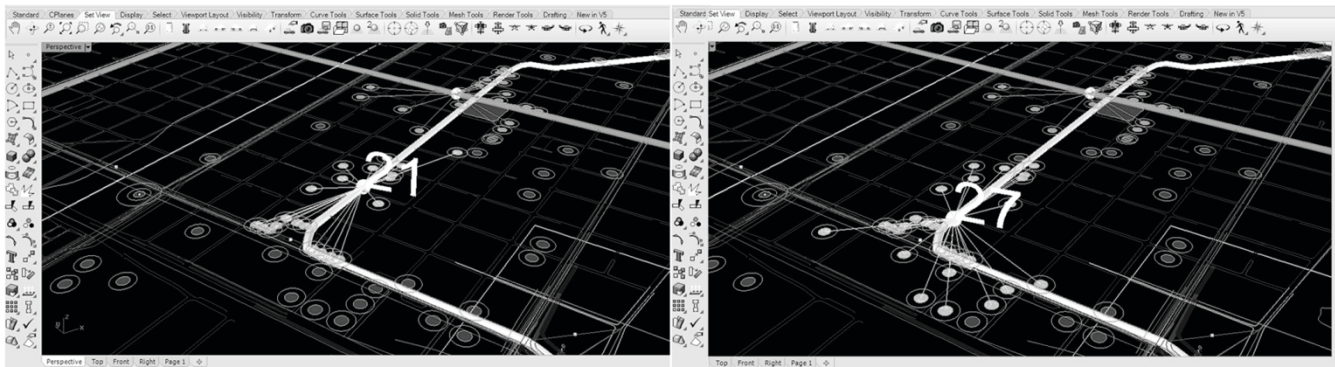 Standard CPlanes Set View Display Select Viewport Layout Visibility Transform Curve Tools Surface Tools Solid Tools Mesh Tools Render Tools Drafting New in V5
Perspective
21
Perspective Top Front Right Page 1
Standard Set View Display Select Viewport Layout Visibility Transform Curve Tools Surface Tools Solid Tools Mesh Tools Render Tools Drafting New in V5
27
Top Front Right Page 1